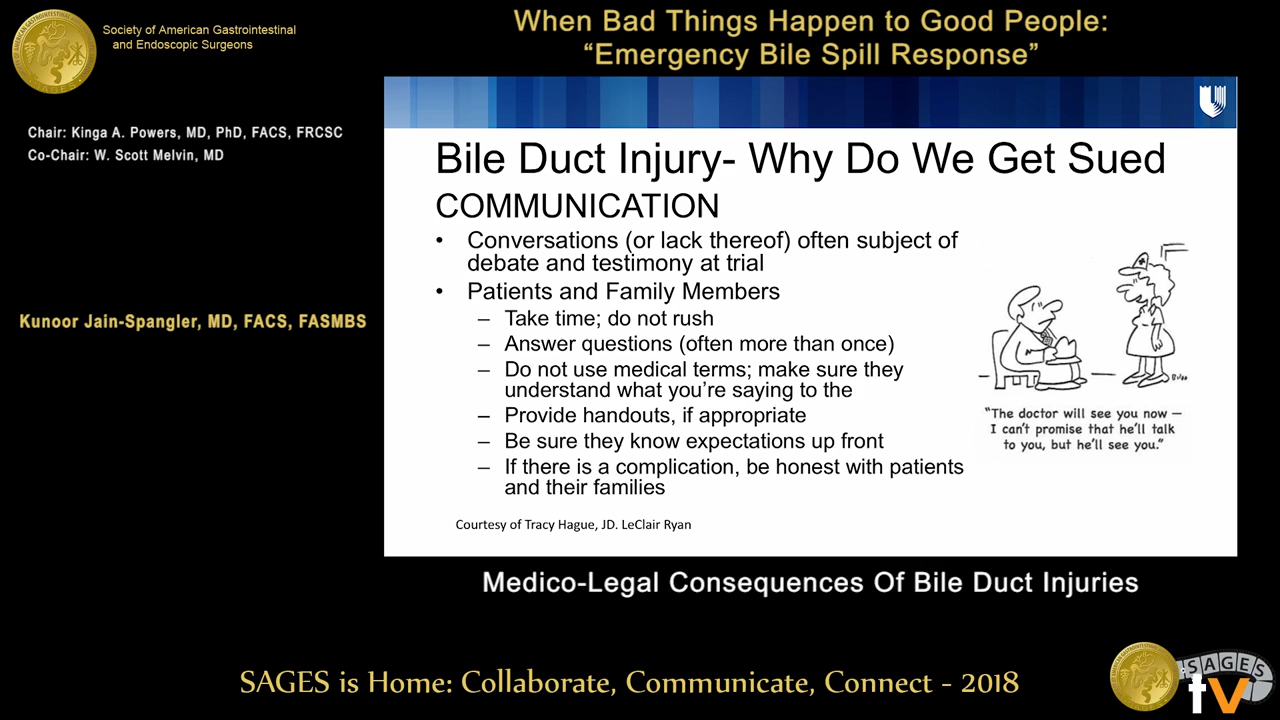 Society of American Gastrointestinal
and Endoscopic Surgeons
When Bad Things Happen to Good People:
“Emergency Bile Spill Response”
Chair: Kinga A. Powers, MD, PhD, FACS, FRCSC
Co-Chair: W. Scott Melvin, MD
Kunoor Jain-Spangler, MD, FACS, FASMBS
Bile Duct Injury- Why Do We Get Sued
COMMUNICATION
• Conversations (or lack thereof) often subject of
debate and testimony at trial
• Patients and Family Members
– Take time; do not rush
– Answer questions (often more than once)
– Do not use medical terms; make sure they
understand what you’re saying to the
– Provide handouts, if appropriate
– Be sure they know expectations up front
– If there is a complication, be honest with patients
and their families
“The doctor will see you now —
I can’t promise that he’ll talk
to you, but he’ll see you.”
Courtesy of Tracy Hague, JD. LeClair Ryan
Medico-Legal Consequences Of Bile Duct Injuries
SAGES is Home: Collaborate, Communicate, Connect - 2018
SAGES
tv